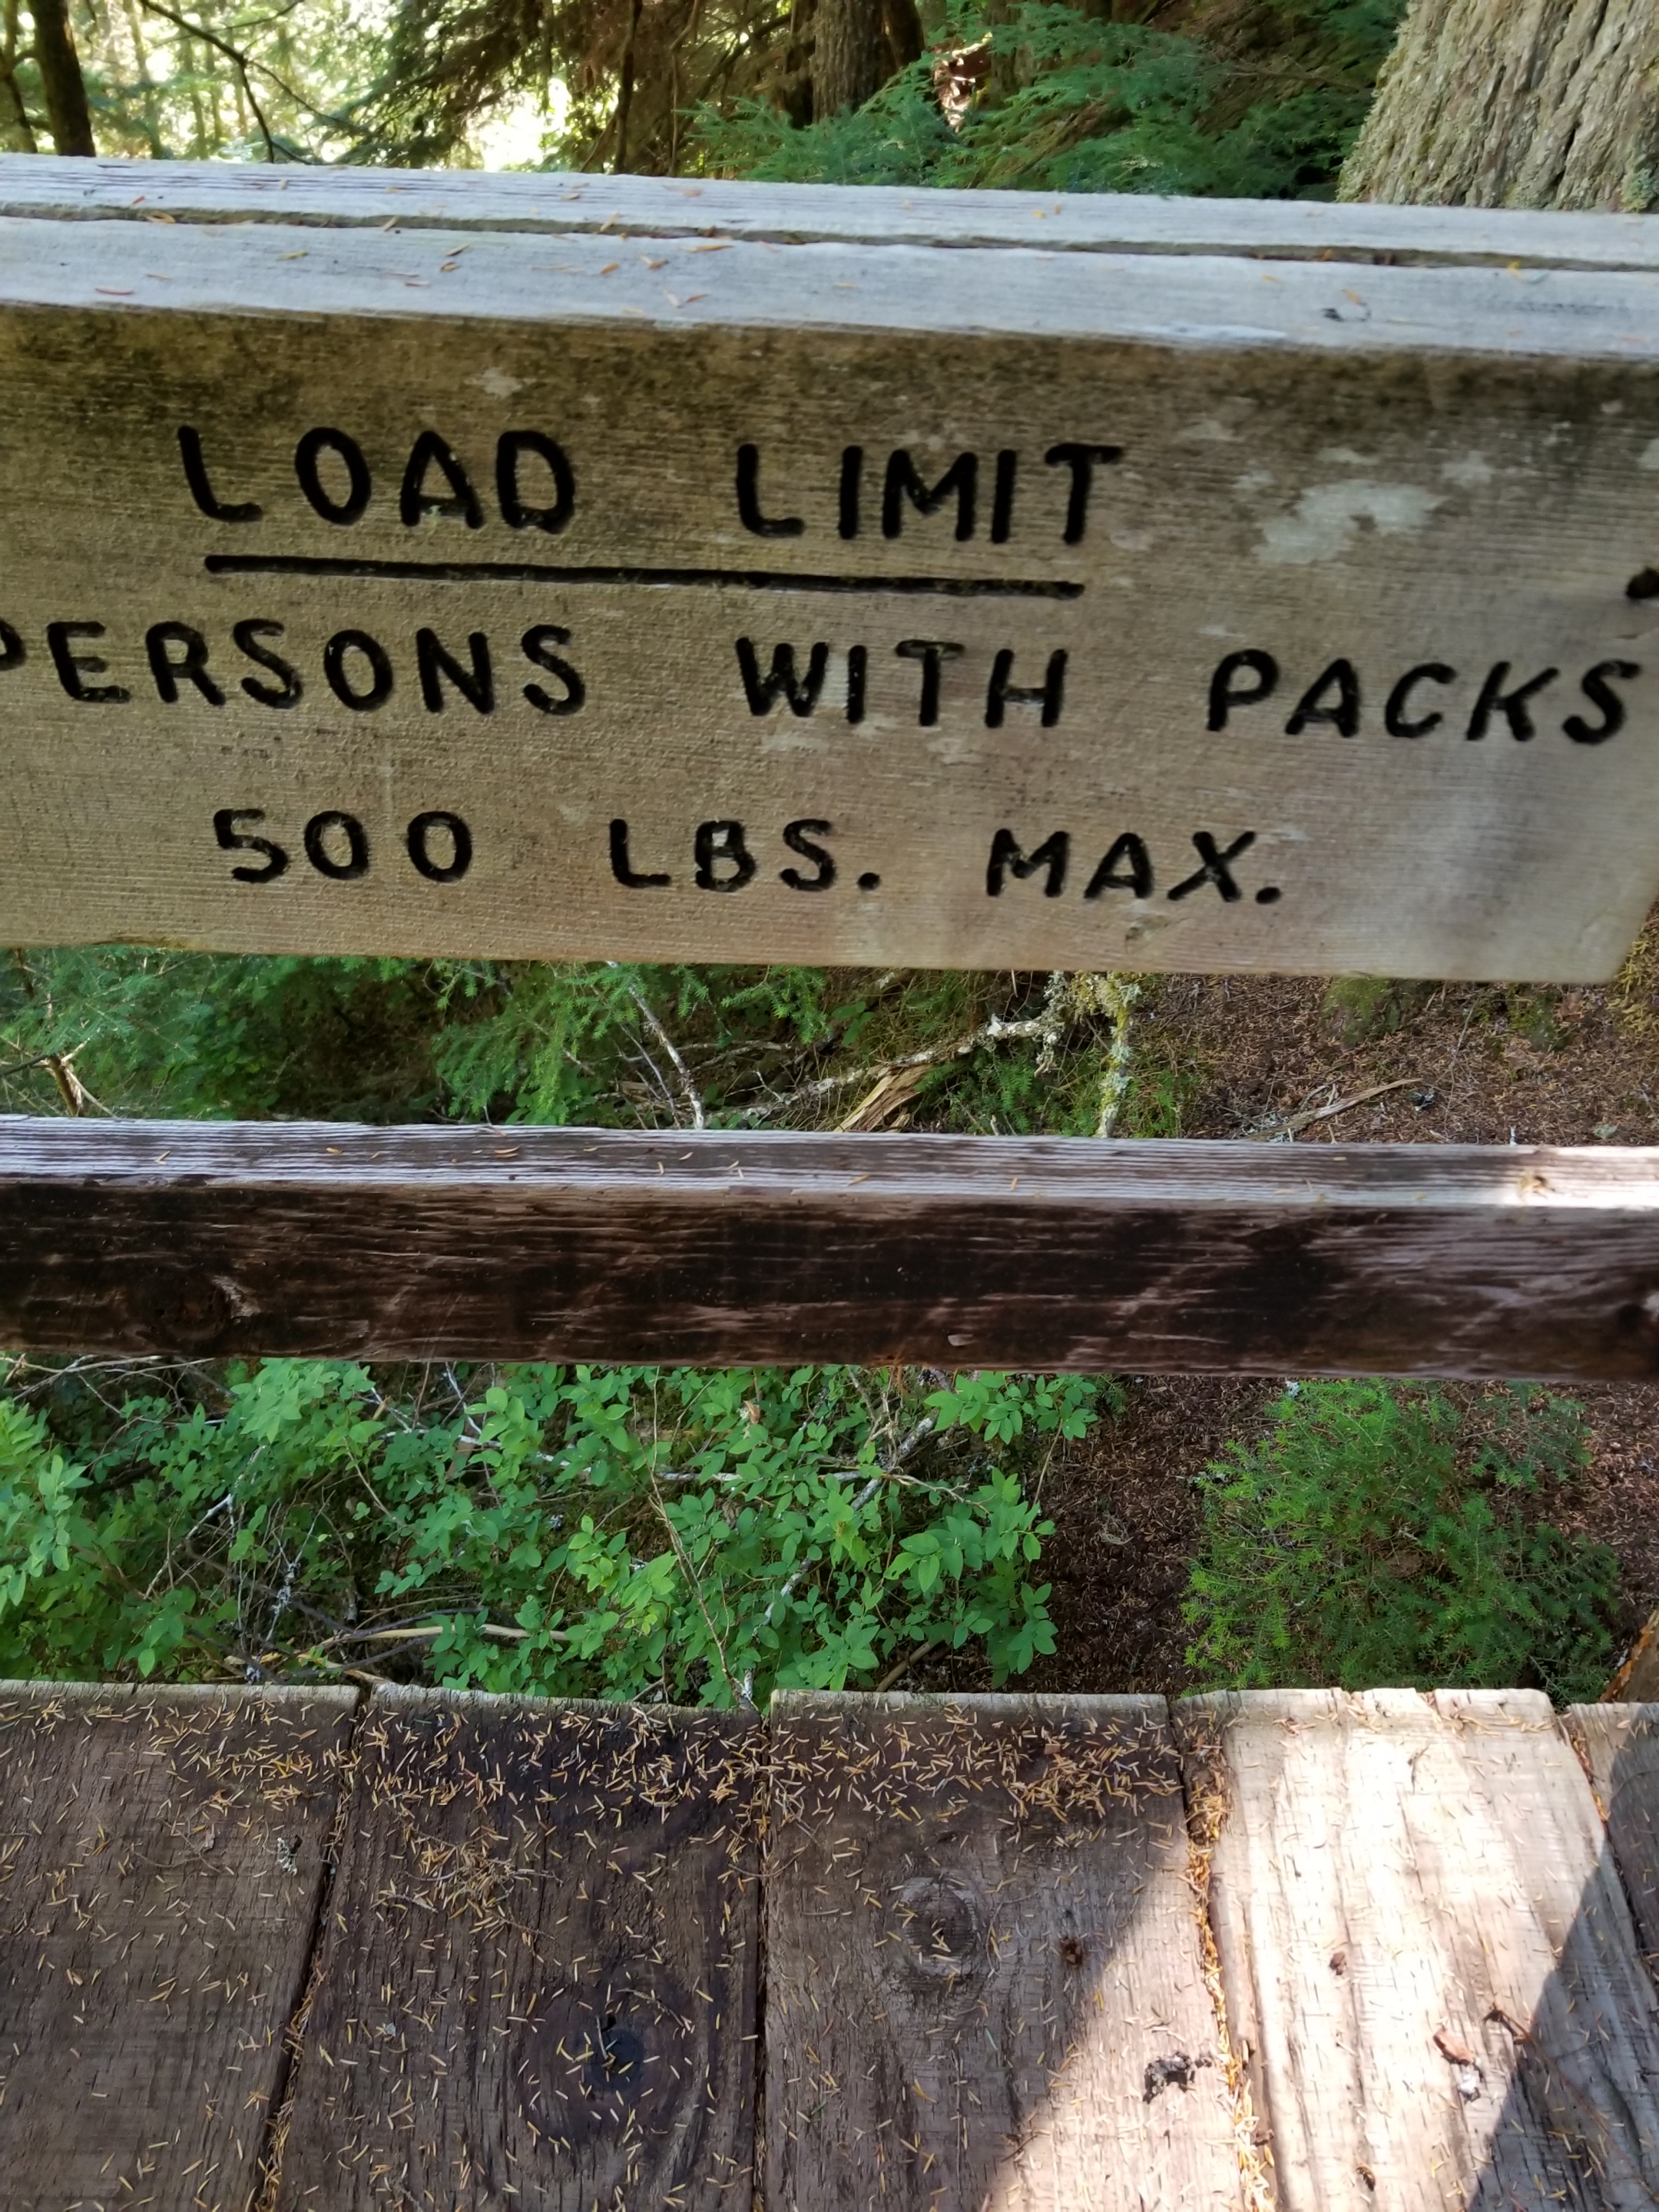 LOAD LIMIT
PERSONS WITH PACKS
500 LBS. MAX.